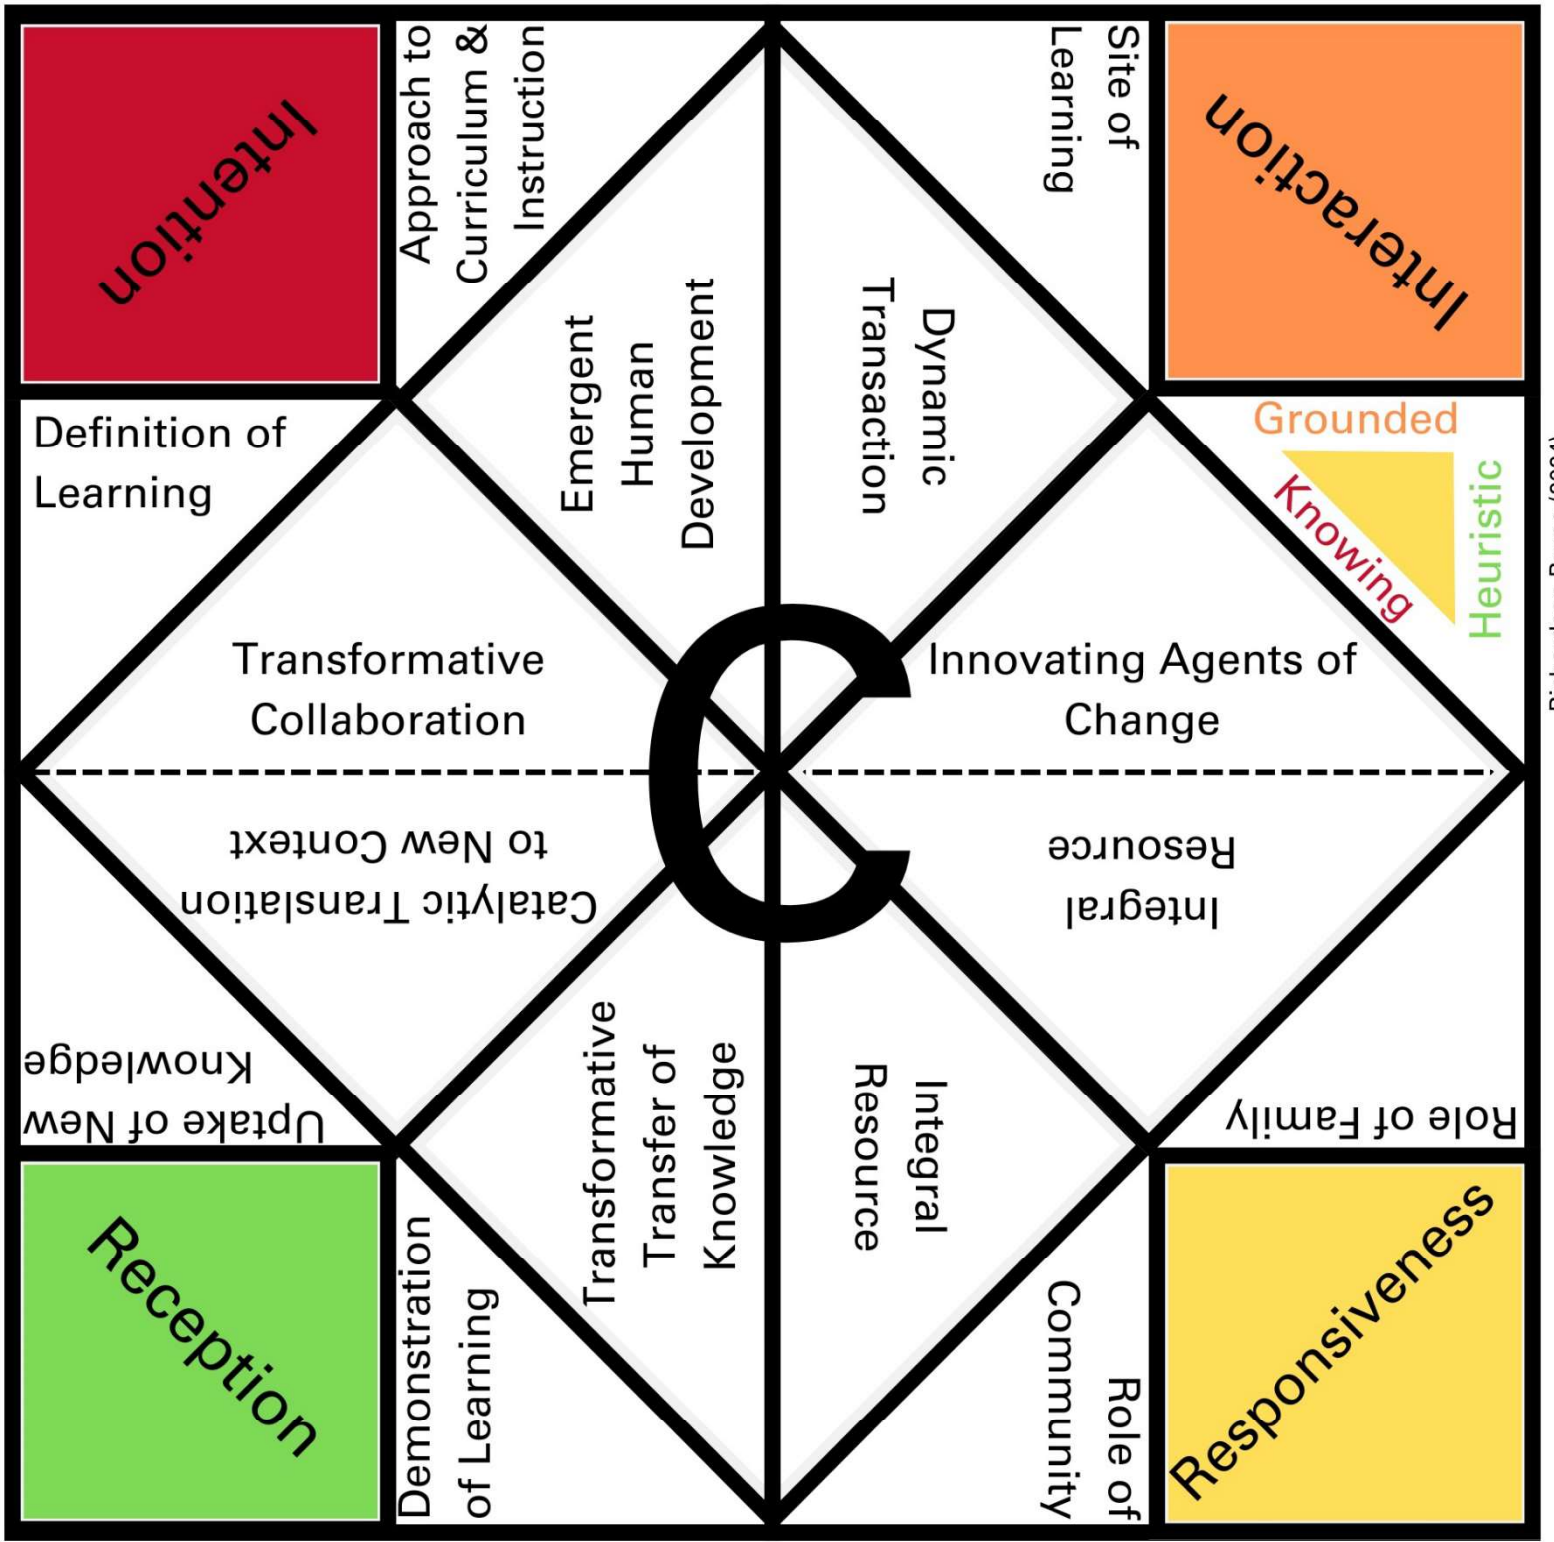 Intention
Approach to
Curriculum &
Instruction
Site of
Learning
Interaction
Definition of
Learning
Emergent
Human
Development
Dynamic
Transaction
Grounded
Knowing
Heuristic
Transformative
Collaboration
Innovating Agents of
Change
C
Catalytic Translation
to New Context
Integral
Resource
Uptake of New
Knowledge
Transformative
Transfer of
Knowledge
Integral
Resource
Role of Family
Reception
Demonstration
of Learning
Role of
Community
Responsiveness